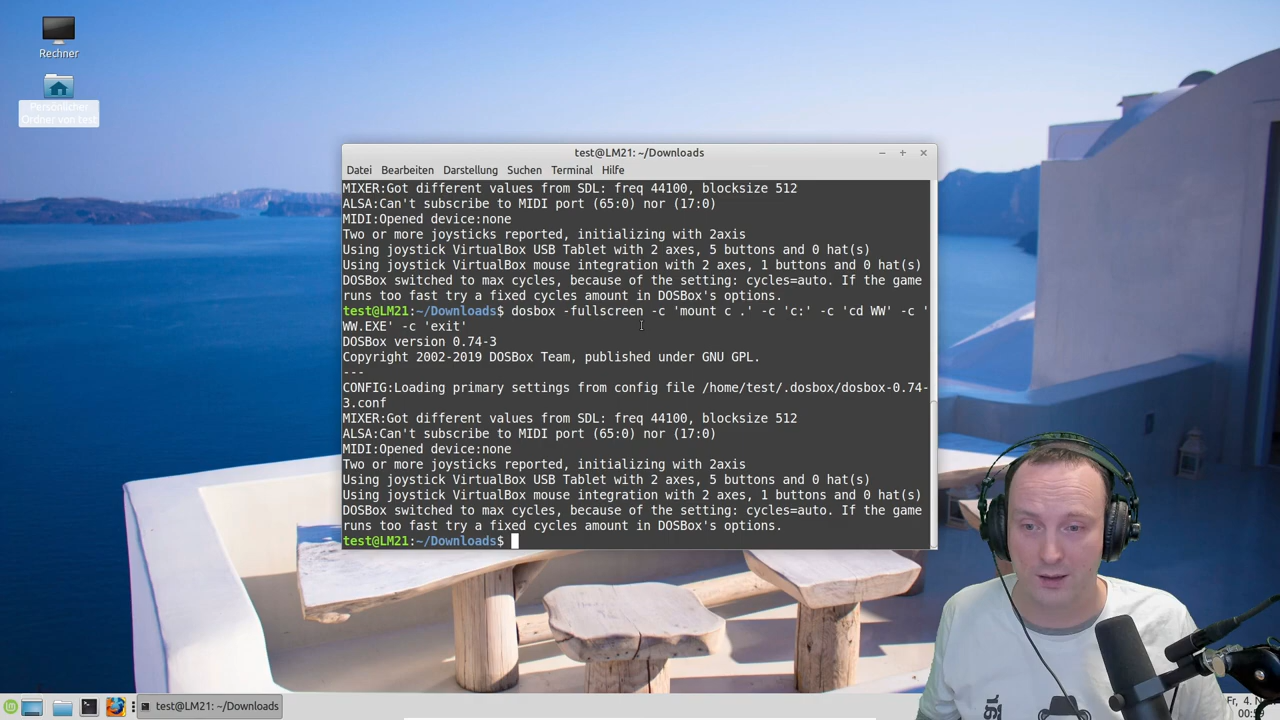 Rechner
Persönlicher
Ordner von test
test@LM21: ~/Downloads
Datei Bearbeiten Darstellung Suchen Terminal Hilfe
MIXER:Got different values from SDL: freq 44100, blocksize 512
ALSA:Can't subscribe to MIDI port (65:0) nor (17:0)
MIDI:Opened device:none
Two or more joysticks reported, initializing with 2axis
Using joystick VirtualBox USB Tablet with 2 axes, 5 buttons and 0 hat(s)
Using joystick VirtualBox mouse integration with 2 axes, 1 buttons and 0 hat(s)
DOSBox switched to max cycles, because of the setting: cycles=auto. If the game
runs too fast try a fixed cycles amount in DOSBox's options.
test@LM21:~/Downloads$ dosbox -fullscreen -c 'mount c .' -c 'c:' -c 'cd WW' -c '
WW.EXE' -c 'exit'
DOSBox version 0.74-3
Copyright 2002-2019 DOSBox Team, published under GNU GPL.
---
CONFIG:Loading primary settings from config file /home/test/.dosbox/dosbox-0.74-
3.conf
MIXER:Got different values from SDL: freq 44100, blocksize 512
ALSA:Can't subscribe to MIDI port (65:0) nor (17:0)
MIDI:Opened device:none
Two or more joysticks reported, initializing with 2axis
Using joystick VirtualBox USB Tablet with 2 axes, 5 buttons and 0 hat(s)
Using joystick VirtualBox mouse integration with 2 axes, 1 buttons and 0 hat(s)
DOSBox switched to max cycles, because of the setting: cycles=auto. If the game
runs too fast try a fixed cycles amount in DOSBox's options.
test@LM21:~/Downloads$
test@LM21: ~/Downloads
Fr, 4.